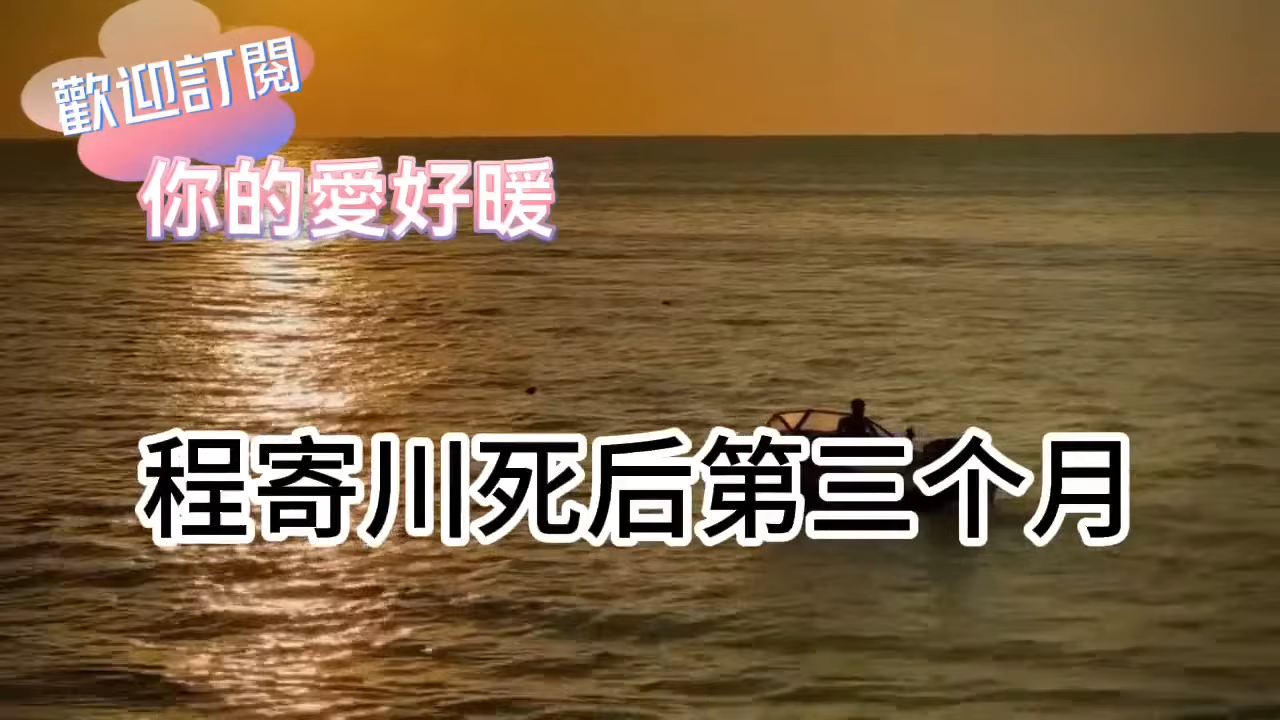 歡迎訂閱
你的愛好暖
程寄川死后第三个月